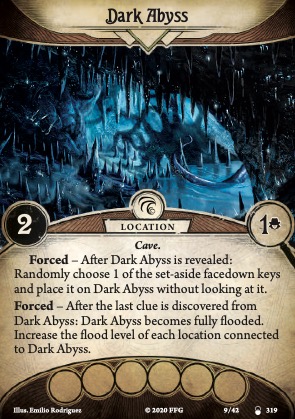 Dark Abyss
2
LOCATION
1
Cave.
Forced – After Dark Abyss is revealed:
Randomly choose 1 of the set-aside facedown keys
and place it on Dark Abyss without looking at it.
Forced – After the last clue is discovered from
Dark Abyss: Dark Abyss becomes fully flooded.
Increase the flood level of each location connected
to Dark Abyss.
Illus. Emilio Rodriguez
© 2020 FFG
9/42
319